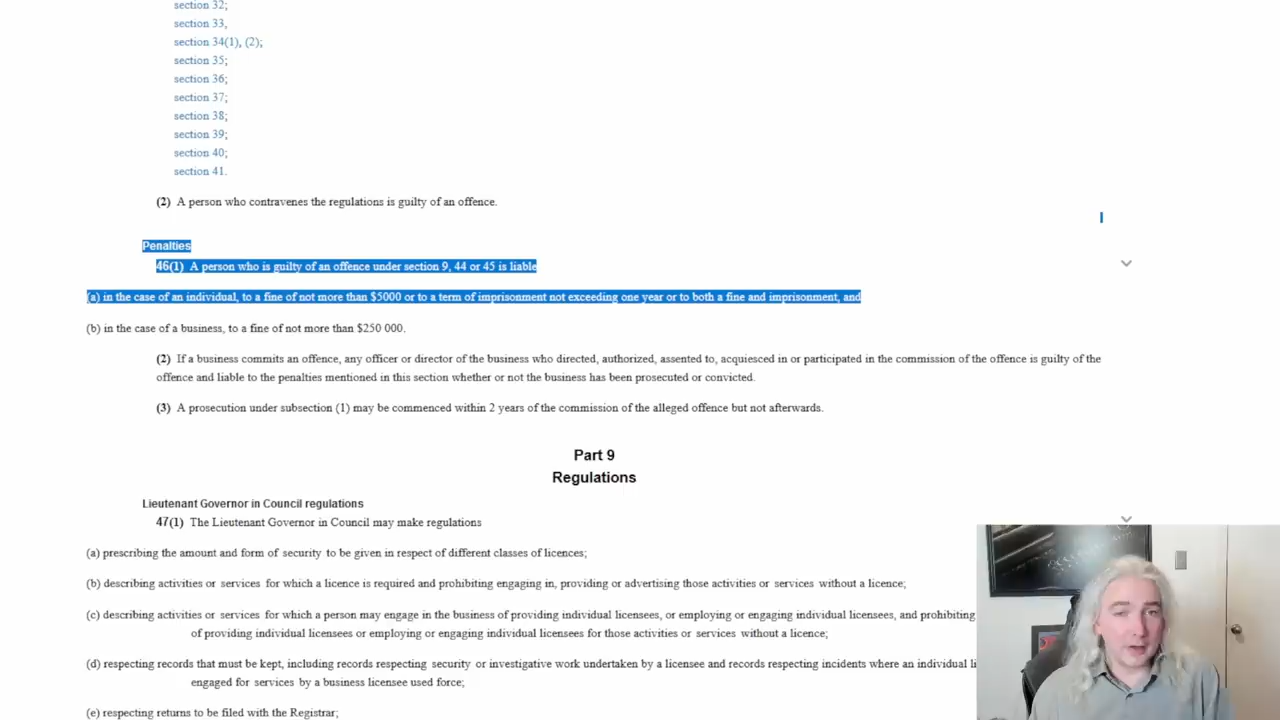 section 32;
section 33,
section 34(1), (2);
section 35;
section 36;
section 37;
section 38;
section 39;
section 40;
section 41.
(2) A person who contravenes the regulations is guilty of an offence.
Penalties
46(1) A person who is guilty of an offence under section 9, 44 or 45 is liable
(a) in the case of an individual, to a fine of not more than $5000 or to a term of imprisonment not exceeding one year or to both a fine and imprisonment, and
(b) in the case of a business, to a fine of not more than $250 000.
(2) If a business commits an offence, any officer or director of the business who directed, authorized, assented to, acquiesced in or participated in the commission of the offence is guilty of the
offence and liable to the penalties mentioned in this section whether or not the business has been prosecuted or convicted.
(3) A prosecution under subsection (1) may be commenced within 2 years of the commission of the alleged offence but not afterwards.
Part 9
Regulations
Lieutenant Governor in Council regulations
47(1) The Lieutenant Governor in Council may make regulations
(a) prescribing the amount and form of security to be given in respect of different classes of licences;
(b) describing activities or services for which a licence is required and prohibiting engaging in, providing or advertising those activities or services without a licence;
(c) describing activities or services for which a person may engage in the business of providing individual licensees, or employing or engaging individual licensees, and prohibiting
of providing individual licensees or employing or engaging individual licensees for those activities or services without a licence;
(d) respecting records that must be kept, including records respecting security or investigative work undertaken by a licensee and records respecting incidents where an individual li
engaged for services by a business licensee used force;
(e) respecting returns to be filed with the Registrar;